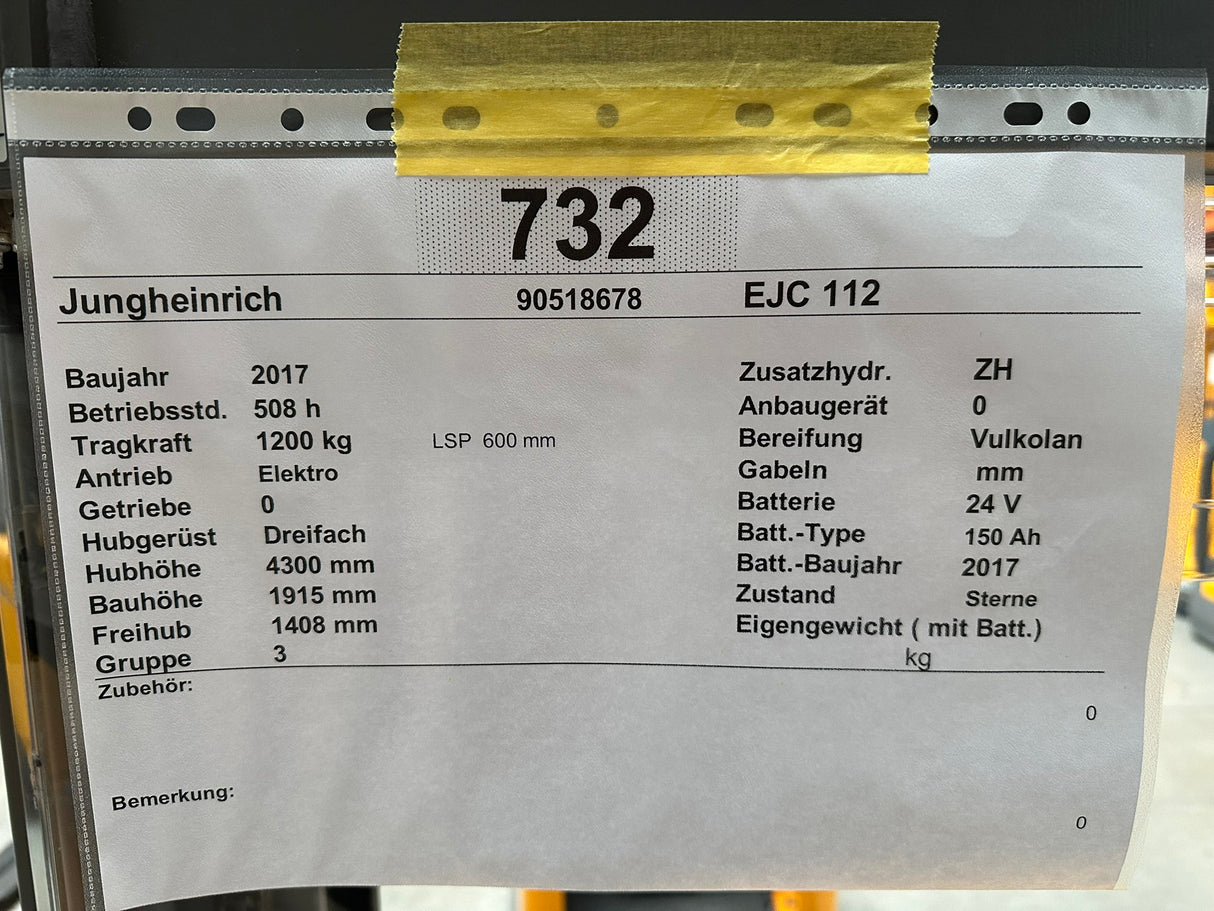 732
Jungheinrich 90518678 EJC 112
Baujahr 2017 Zusatzhydr. ZH
Betriebsstd. 508 h Anbaugerät 0
Tragkraft 1200 kg LSP 600 mm Bereifung Vulkolan
Antrieb Elektro Gabeln mm
Getriebe 0 Batterie 24 V
Hubgerüst Dreifach Batt.-Type 150 Ah
Hubhöhe 4300 mm Batt.-Baujahr 2017
Bauhöhe 1915 mm Zustand Sterne
Freihub 1408 mm Eigengewicht ( mit Batt.)
Gruppe 3 kg
Zubehör:
0
Bemerkung:
0